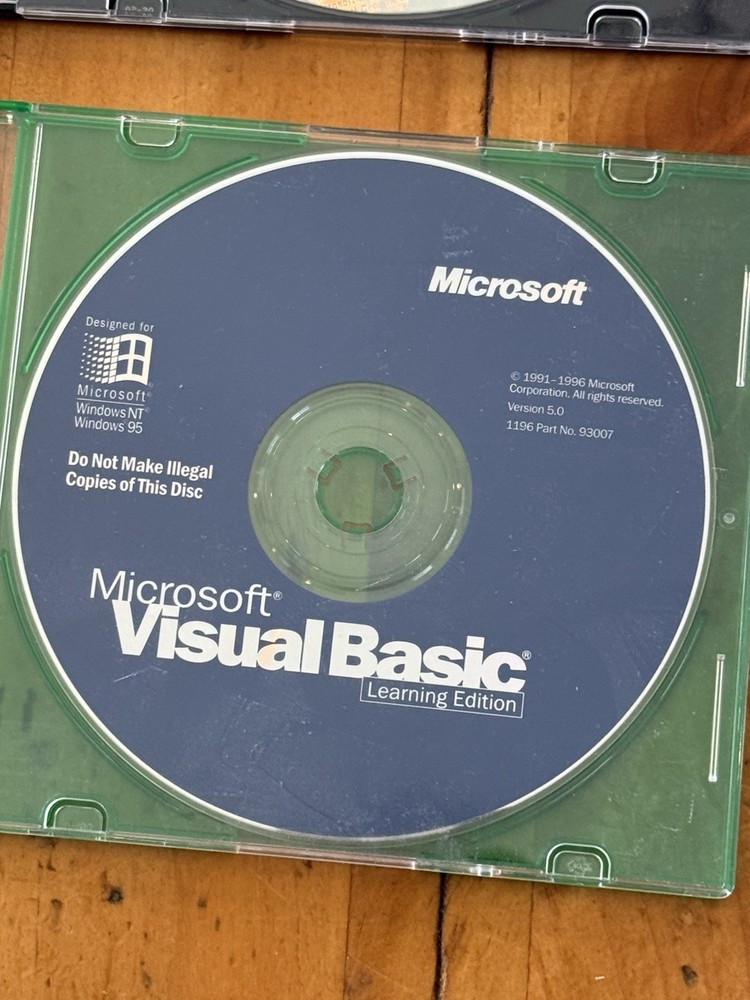 Microsoft
Designed for
Microsoft®
Windows NT®
Windows 95
© 1991–1996 Microsoft
Corporation. All rights reserved.
Version 5.0
1196 Part No. 93007
Do Not Make Illegal
Copies of This Disc
Microsoft®
Visual Basic®
Learning Edition